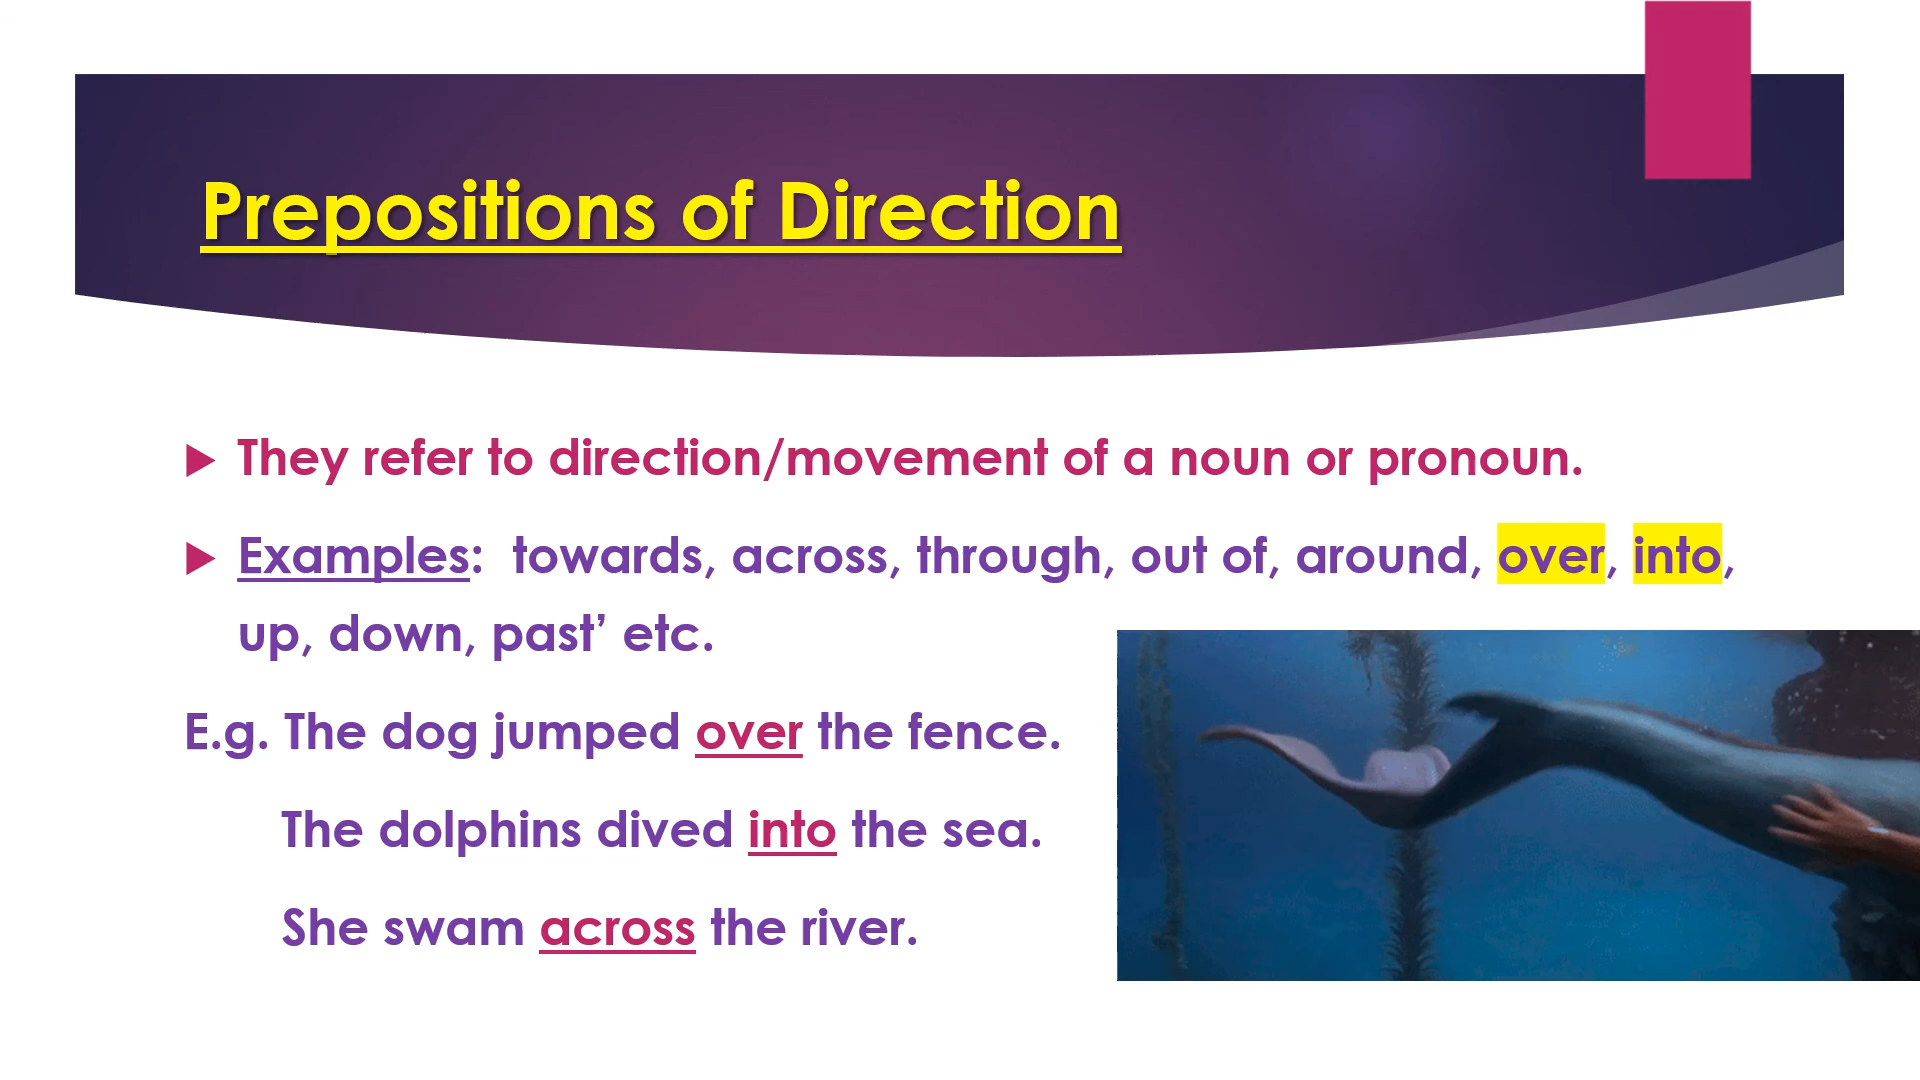 Prepositions of Direction
They refer to direction/movement of a noun or pronoun.
Examples: towards, across, through, out of, around, over, into,
up, down, past’ etc.
E.g. The dog jumped over the fence.
The dolphins dived into the sea.
She swam across the river.